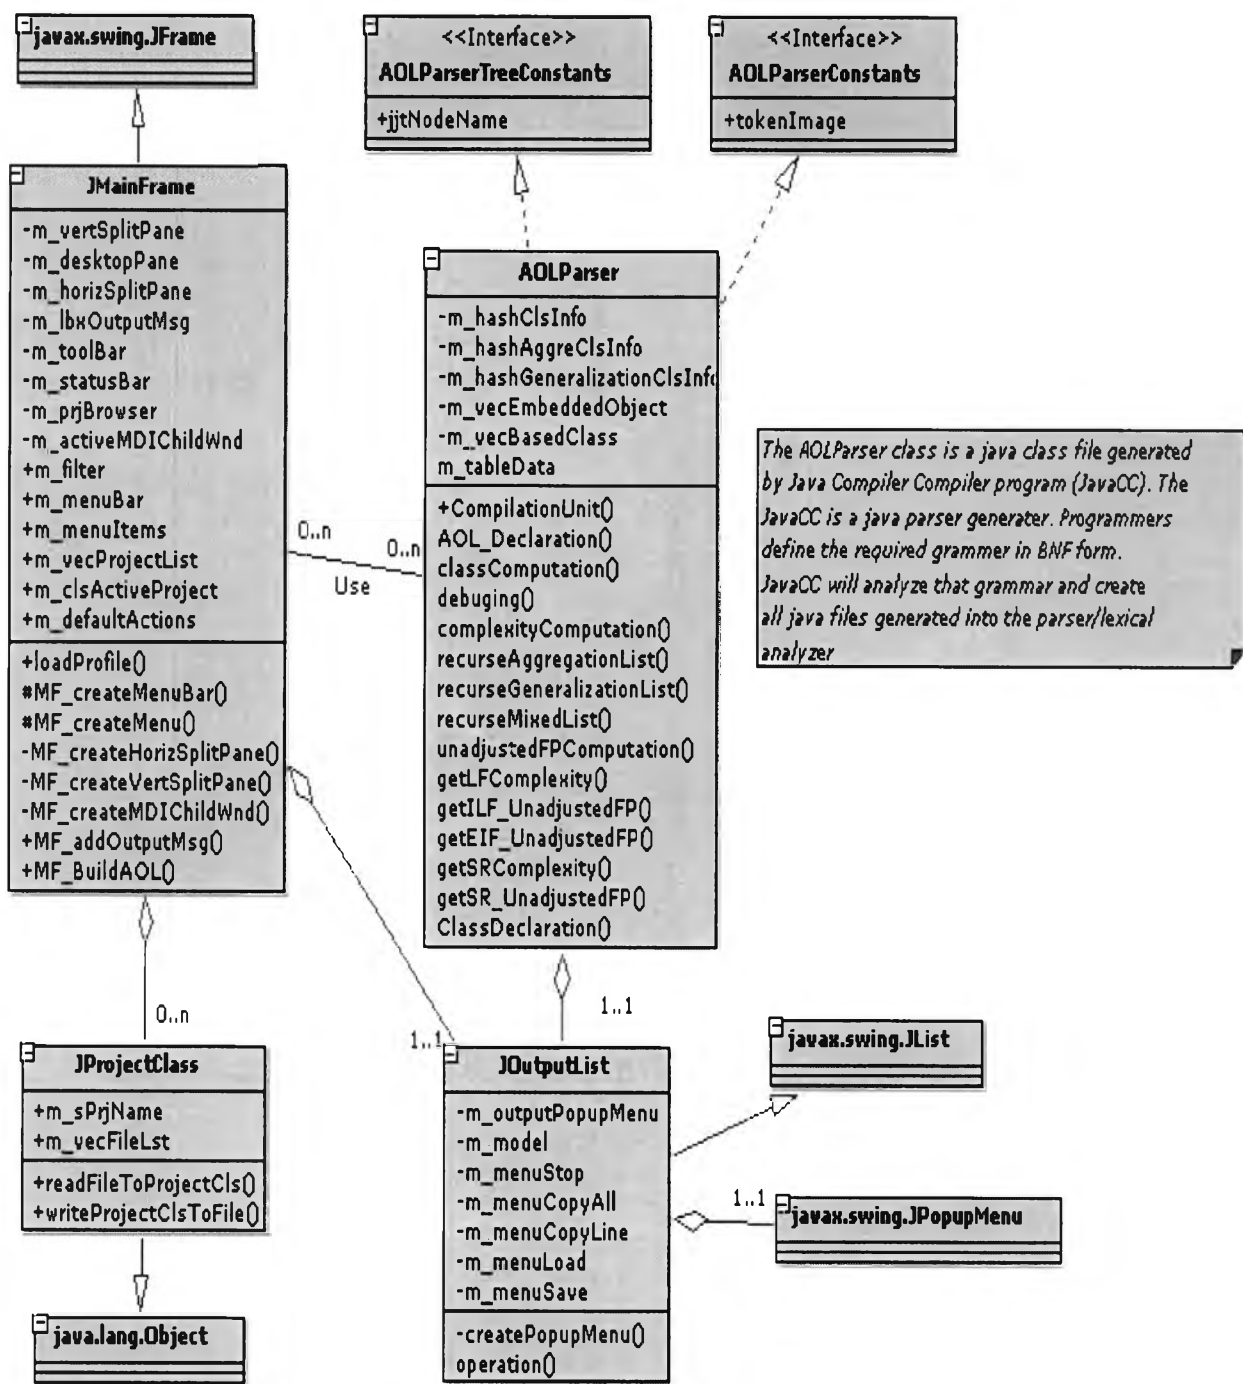 javax.swing.JFrame
<<Interface>>
AOLParserTreeConstants
+jjtNodeName
<<Interface>>
AOLParserConstants
+tokenImage
JMainFrame
-m_vertSplitPane
-m_desktopPane
-m_horizSplitPane
-m_lbxOutputMsg
-m_toolBar
-m_statusBar
-m_prjBrowser
-m_activeMDIChildWnd
+m_filter
+m_menuBar
+m_menuItems
+m_vecProjectList
+m_clsActiveProject
+m_defaultActions
+loadProfile()
#MF_createMenuBar()
#MF_createMenu()
-MF_createHorizSplitPane()
-MF_createVertSplitPane()
-MF_createMDIChildWnd()
+MF_addOutputMsg()
+MF_BuildAOL()
0..n
0..n
Use
AOLParser
-m_hashClsInfo
-m_hashAggreClsInfo
-m_hashGeneralizationClsInfo
-m_vecEmbeddedObject
-m_vecBasedClass
m_tableData
+CompilationUnit()
AOL_Declaration()
classComputation()
debuging()
complexityComputation()
recurseAggregationList()
recurseGeneralizationList()
recurseMixedList()
unadjustedFPComputation()
getLFComplexity()
getILF_UnadjustedFP()
getEIF_UnadjustedFP()
getSRComplexity()
getSR_UnadjustedFP()
ClassDeclaration()
The AOLParser class is a java class file generated
by Java Compiler Compiler program (JavaCC). The
JavaCC is a java parser generater. Programmers
define the required grammer in BNF form.
JavaCC will analyze that grammar and create
all java files generated into the parser/lexical
analyzer
0..n
1..1
1..1
JProjectClass
+m_sPrjName
+m_vecFileLst
+readFileToProjectCls()
+writeProjectClsToFile()
java.lang.Object
JOutputList
-m_outputPopupMenu
-m_model
-m_menuStop
-m_menuCopyAll
-m_menuCopyLine
-m_menuLoad
-m_menuSave
-createPopupMenu()
operation()
javax.swing.JList
1..1
javax.swing.JPopupMenu